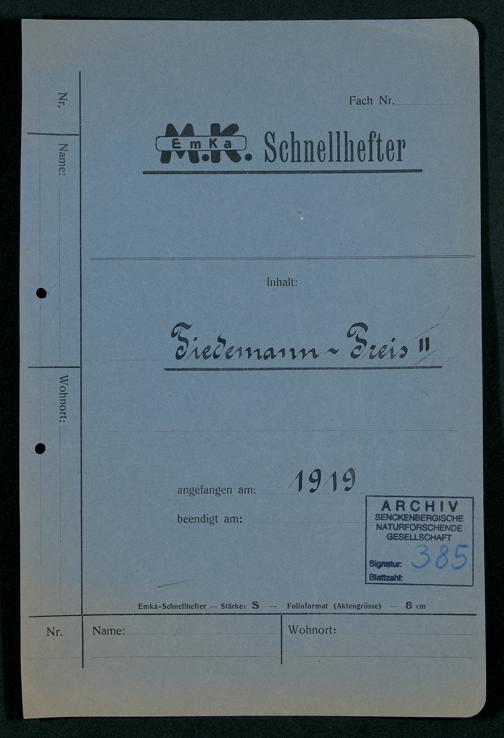 Nr.
Name:
Wohnort:
Fach Nr.
M.K. EmKa Schnellhefter
Inhalt:
Tiedemann - Preis II
angefangen am: 1919
beendigt am:
ARCHIV
SENCKENBERGISCHE
NATURFORSCHENDE
GESELLSCHAFT
Signatur: 385
Blattzahl:
Emka-Schnellhefter — Stärke: S — Folioformat (Aktengrösse) — 8 cm
Nr. Name: Wohnort: